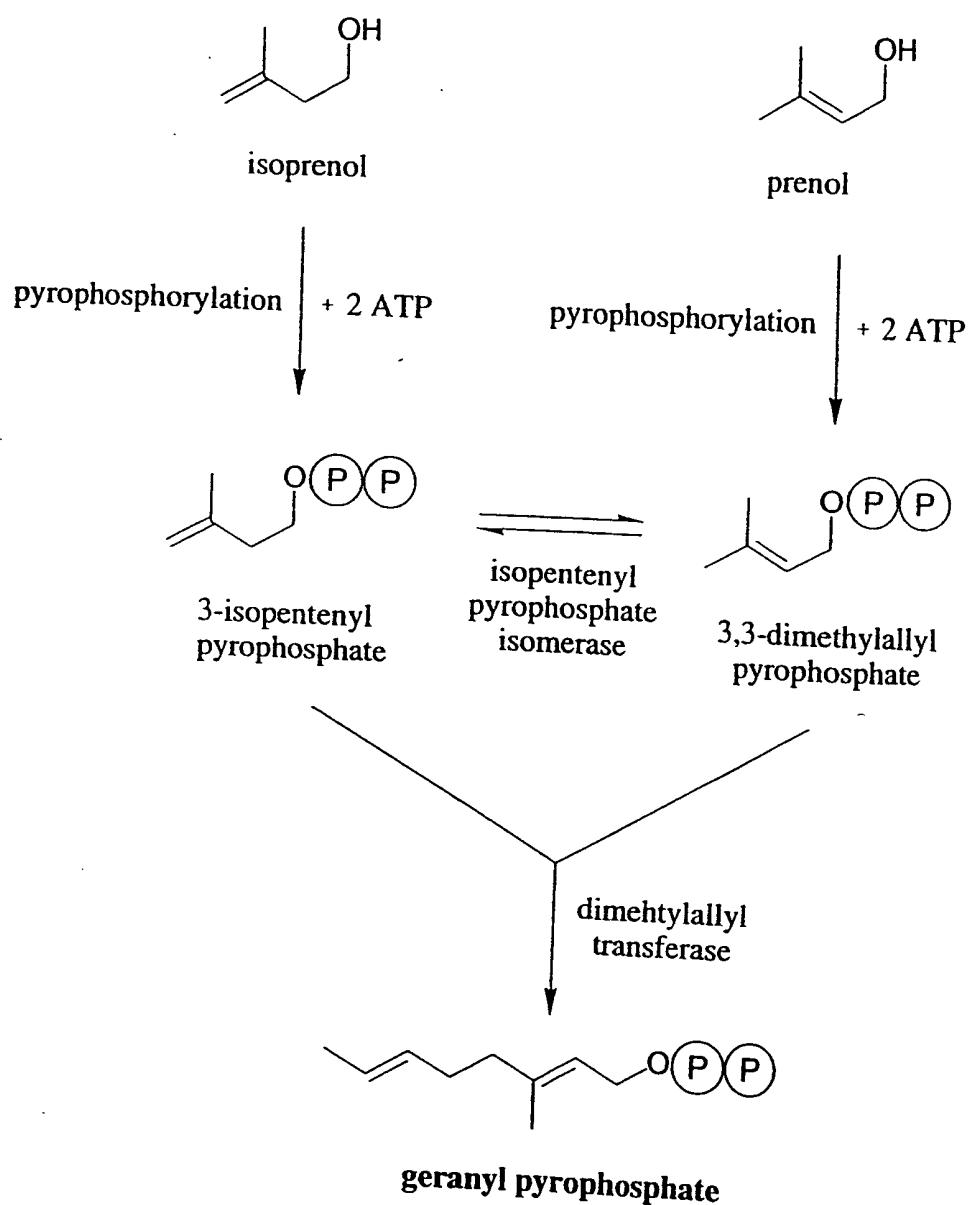 OH
isoprenol
OH
prenol
pyrophosphorylation + 2 ATP
pyrophosphorylation + 2 ATP
O P P
3-isopentenyl
pyrophosphate
isopentenyl
pyrophosphate
isomerase
O P P
3,3-dimethylallyl
pyrophosphate
dimehtylallyl
transferase
O P P
geranyl pyrophosphate